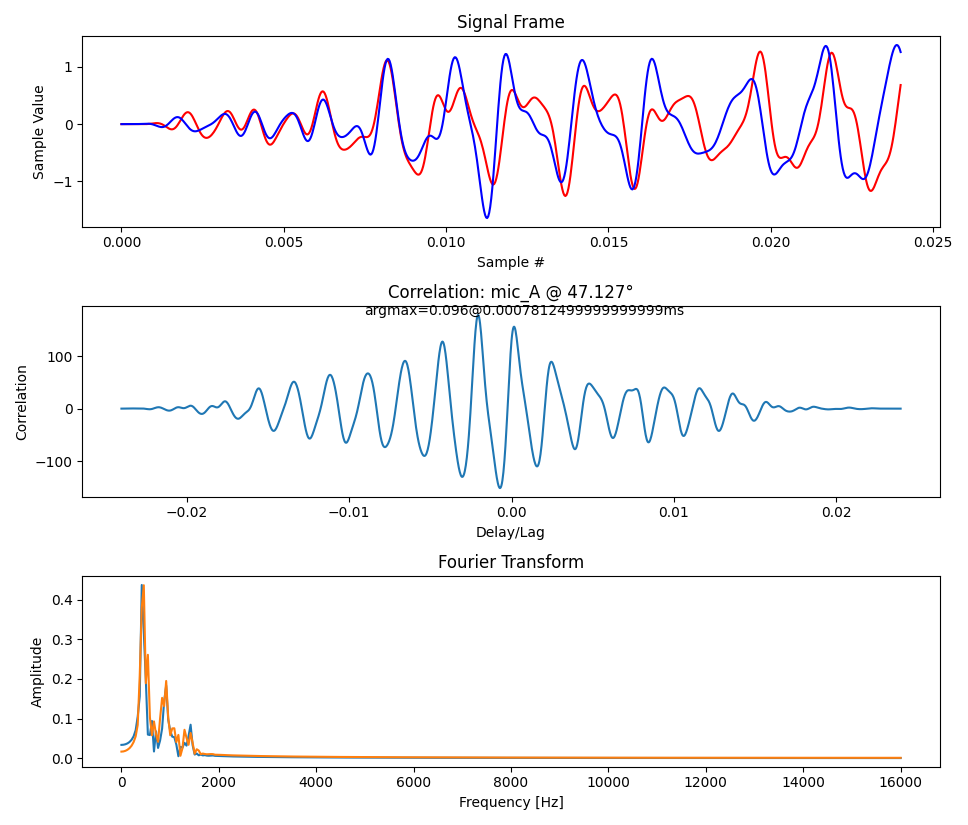 Signal Frame
1
0
−1
Sample Value
0.000 0.005 0.010 0.015 0.020 0.025
Sample #
Correlation: mic_A @ 47.127°
argmax=0.096@0.0007812499999999999ms
100
0
−100
Correlation
−0.02 −0.01 0.00 0.01 0.02
Delay/Lag
Fourier Transform
0.4
0.3
0.2
0.1
0.0
Amplitude
0 2000 4000 6000 8000 10000 12000 14000 16000
Frequency [Hz]